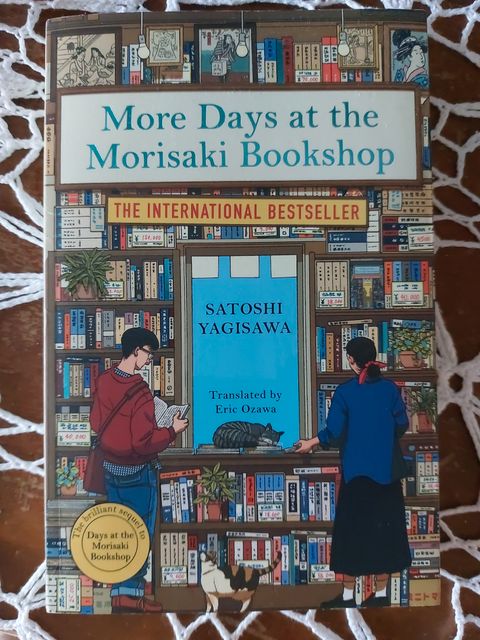 More Days at the
Morisaki Bookshop
THE INTERNATIONAL BESTSELLER
SATOSHI
YAGISAWA
Translated by
Eric Ozawa
The brilliant sequel to
Days at the
Morisaki
Bookshop